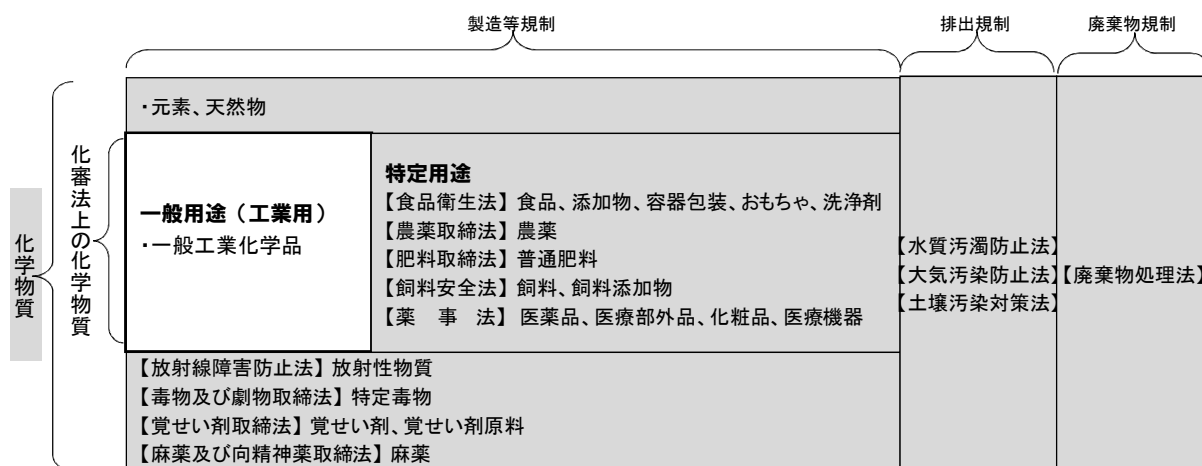 製造等規制
排出規制
廃棄物規制
化学物質
化審法上の化学物質
・元素、天然物
一般用途（工業用）
・一般工業化学品
特定用途
【食品衛生法】食品、添加物、容器包装、おもちゃ、洗浄剤
【農薬取締法】農薬
【肥料取締法】普通肥料
【飼料安全法】飼料、飼料添加物
【薬　事　法】医薬品、医療部外品、化粧品、医療機器
【放射線障害防止法】放射性物質
【毒物及び劇物取締法】特定毒物
【覚せい剤取締法】覚せい剤、覚せい剤原料
【麻薬及び向精神薬取締法】麻薬
【水質汚濁防止法】
【大気汚染防止法】
【土壌汚染対策法】
【廃棄物処理法】